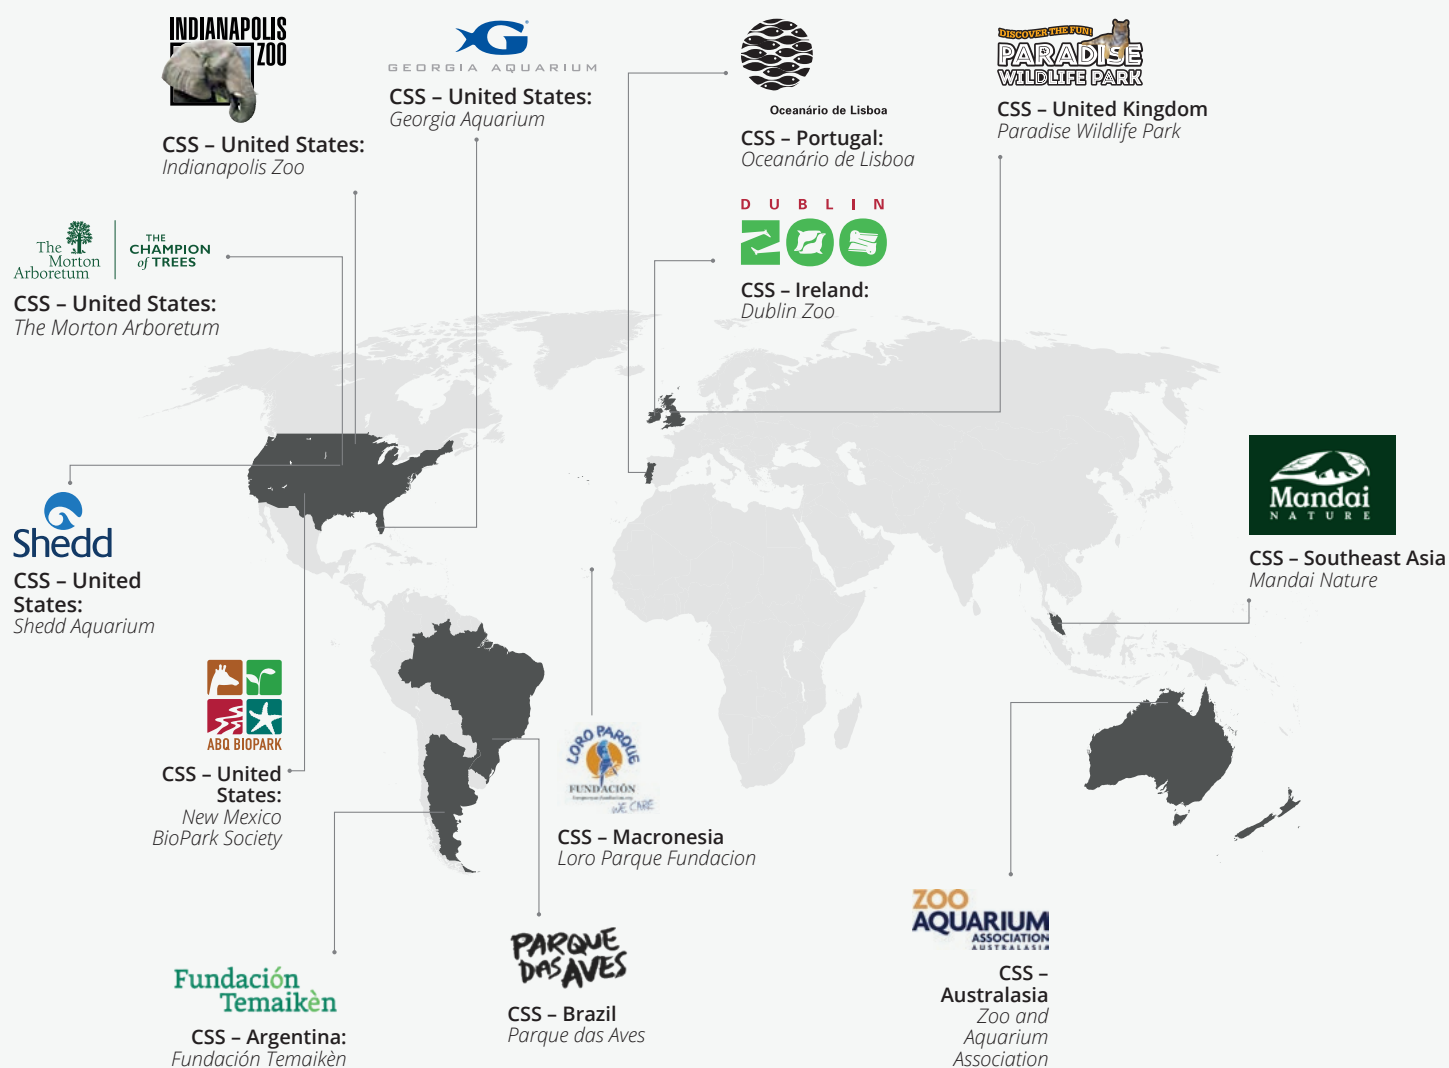 INDIANAPOLIS
ZOO
CSS – United States:
Indianapolis Zoo
GEORGIA AQUARIUM
CSS – United States:
Georgia Aquarium
Oceanário de Lisboa
CSS – Portugal:
Oceanário de Lisboa
DISCOVER THE FUN!
PARADISE
WILDLIFE PARK
CSS – United Kingdom
Paradise Wildlife Park
The
Morton
Arboretum
THE
CHAMPION
of TREES
CSS – United States:
The Morton Arboretum
DUBLIN
ZOO
CSS – Ireland:
Dublin Zoo
Shedd
CSS – United
States:
Shedd Aquarium
Mandai
NATURE
CSS – Southeast Asia
Mandai Nature
ABQ BIOPARK
CSS – United
States:
New Mexico
BioPark Society
LORO PARQUE
FUNDACIÓN
WE CARE
CSS – Macronesia
Loro Parque Fundacion
Fundación
Temaikèn
CSS – Argentina:
Fundación Temaikèn
PARQUE
DAS AVES
CSS – Brazil
Parque das Aves
ZOO
AQUARIUM
ASSOCIATION
AUSTRALASIA
CSS –
Australasia
Zoo and
Aquarium
Association